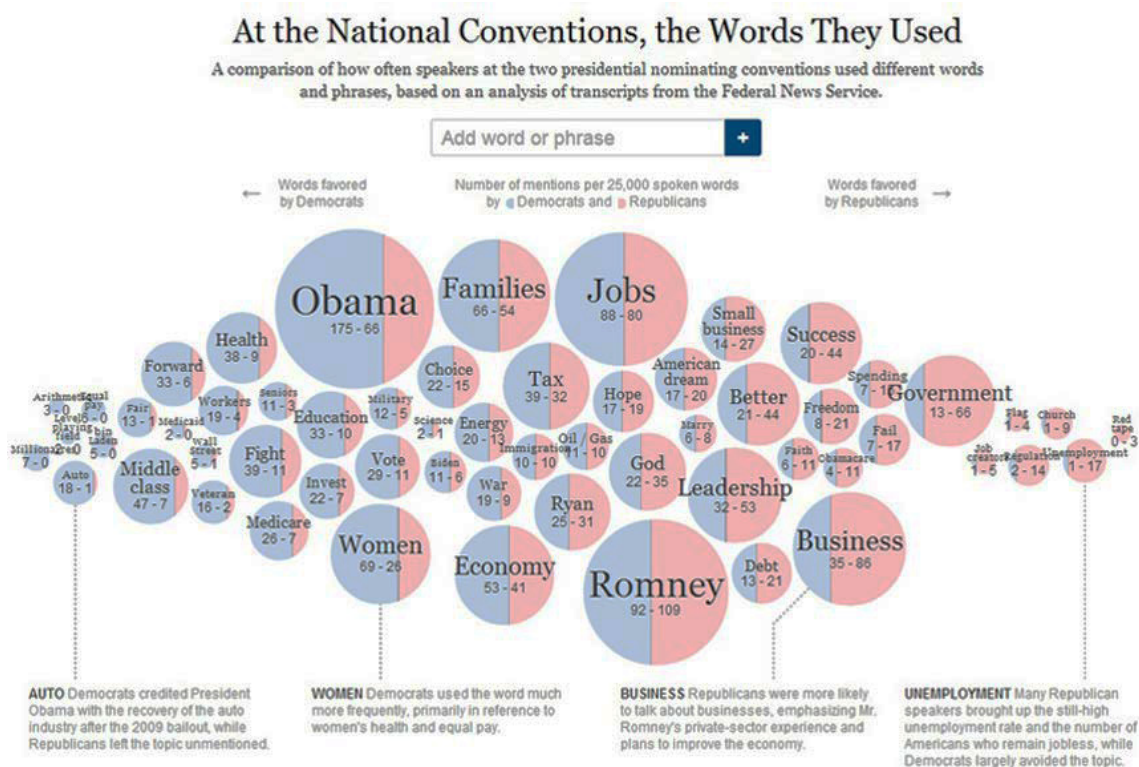 At the National Conventions, the Words They Used
A comparison of how often speakers at the two presidential nominating conventions used different words
and phrases, based on an analysis of transcripts from the Federal News Service.
Add word or phrase +
← Words favored
by Democrats
Number of mentions per 25,000 spoken words
by Democrats and Republicans
Words favored →
by Republicans
Obama
175 - 66
Families
66 - 54
Jobs
88 - 80
Small
business
14 - 27
Success
20 - 44
Health
38 - 9
Forward
33 - 6
Choice
22 - 15
Tax
39 - 32
Hope
17 - 19
American
dream
17 - 20
Better
21 - 44
Spending
Government
13 - 66
Arithmetic
3 - 0
Equal
pay
Fair
13 - 1
Workers
19 - 4
Seniors
11 - 3
Military
12 - 5
Education
33 - 10
Medicaid
2 - 0
Science
2 - 1
Energy
20 - 13
Marry
6 - 8
Freedom
8 - 21
Flag
1 - 4
Church
1 - 9
Red
tape
0 - 3
Level
playing
field
bin
Laden
5 - 0
Wall
Street
5 - 1
7 - 0
Auto
18 - 1
Middle
class
47 - 7
Fight
39 - 11
Vote
29 - 11
Biden
11 - 6
Immigration
10 - 10
Oil / Gas
God
22 - 35
Fail
7 - 17
Faith
6 - 11
Obamacare
4 - 11
Job
creators
1 - 5
Regulation
2 - 14
Unemployment
1 - 17
Veteran
16 - 2
Invest
22 - 7
War
19 - 9
Ryan
25 - 31
Leadership
32 - 53
Medicare
26 - 7
Women
69 - 26
Economy
53 - 41
Romney
92 - 109
Debt
13 - 21
Business
35 - 86
AUTO Democrats credited President
Obama with the recovery of the auto
industry after the 2009 bailout, while
Republicans left the topic unmentioned.
WOMEN Democrats used the word much
more frequently, primarily in reference to
women's health and equal pay.
BUSINESS Republicans were more likely
to talk about businesses, emphasizing Mr.
Romney's private-sector experience and
plans to improve the economy.
UNEMPLOYMENT Many Republican
speakers brought up the still-high
unemployment rate and the number of
Americans who remain jobless, while
Democrats largely avoided the topic.